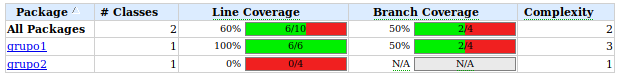 Package # Classes Line Coverage Branch Coverage Complexity
All Packages 2 60% 6/10 50% 2/4 2
grupo1 1 100% 6/6 50% 2/4 3
grupo2 1 0% 0/4 N/A N/A 1